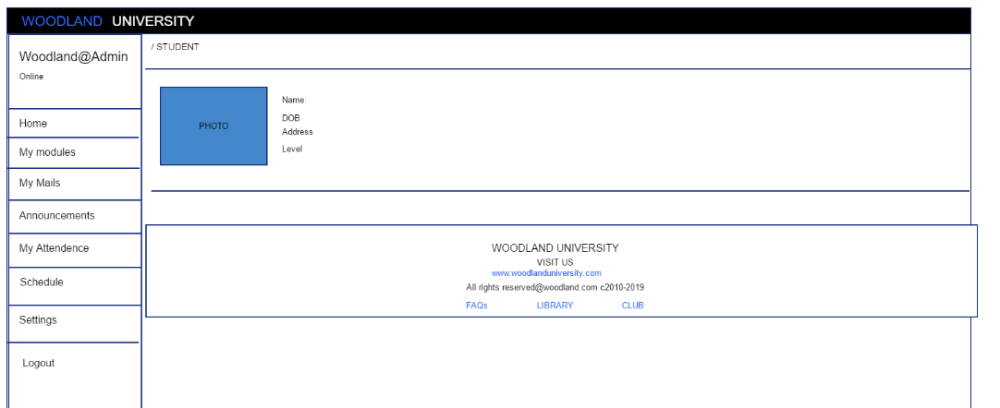 WOODLAND UNIVERSITY
Woodland@Admin
Online
Home
My modules
My Mails
Announcements
My Attendence
Schedule
Settings
Logout
/ STUDENT
PHOTO
Name:
DOB
Address
Level
WOODLAND UNIVERSITY
VISIT US
www.woodlanduniversity.com
All rights reserved@woodland.com c2010-2019
FAQs LIBRARY CLUB